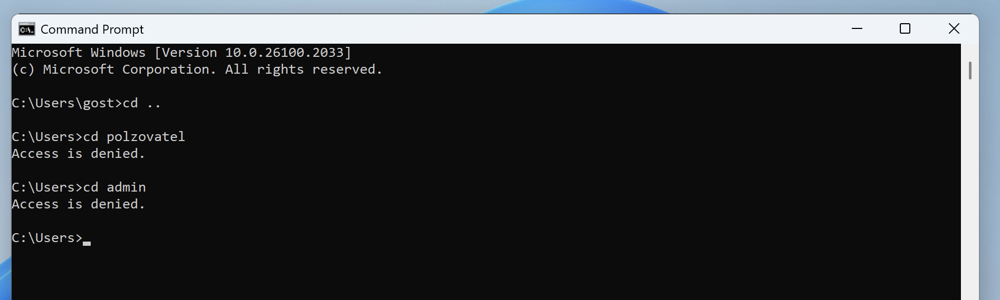 Command Prompt
Microsoft Windows [Version 10.0.26100.2033]
(c) Microsoft Corporation. All rights reserved.
C:\Users\gost>cd ..
C:\Users>cd polzovatel
Access is denied.
C:\Users>cd admin
Access is denied.
C:\Users>